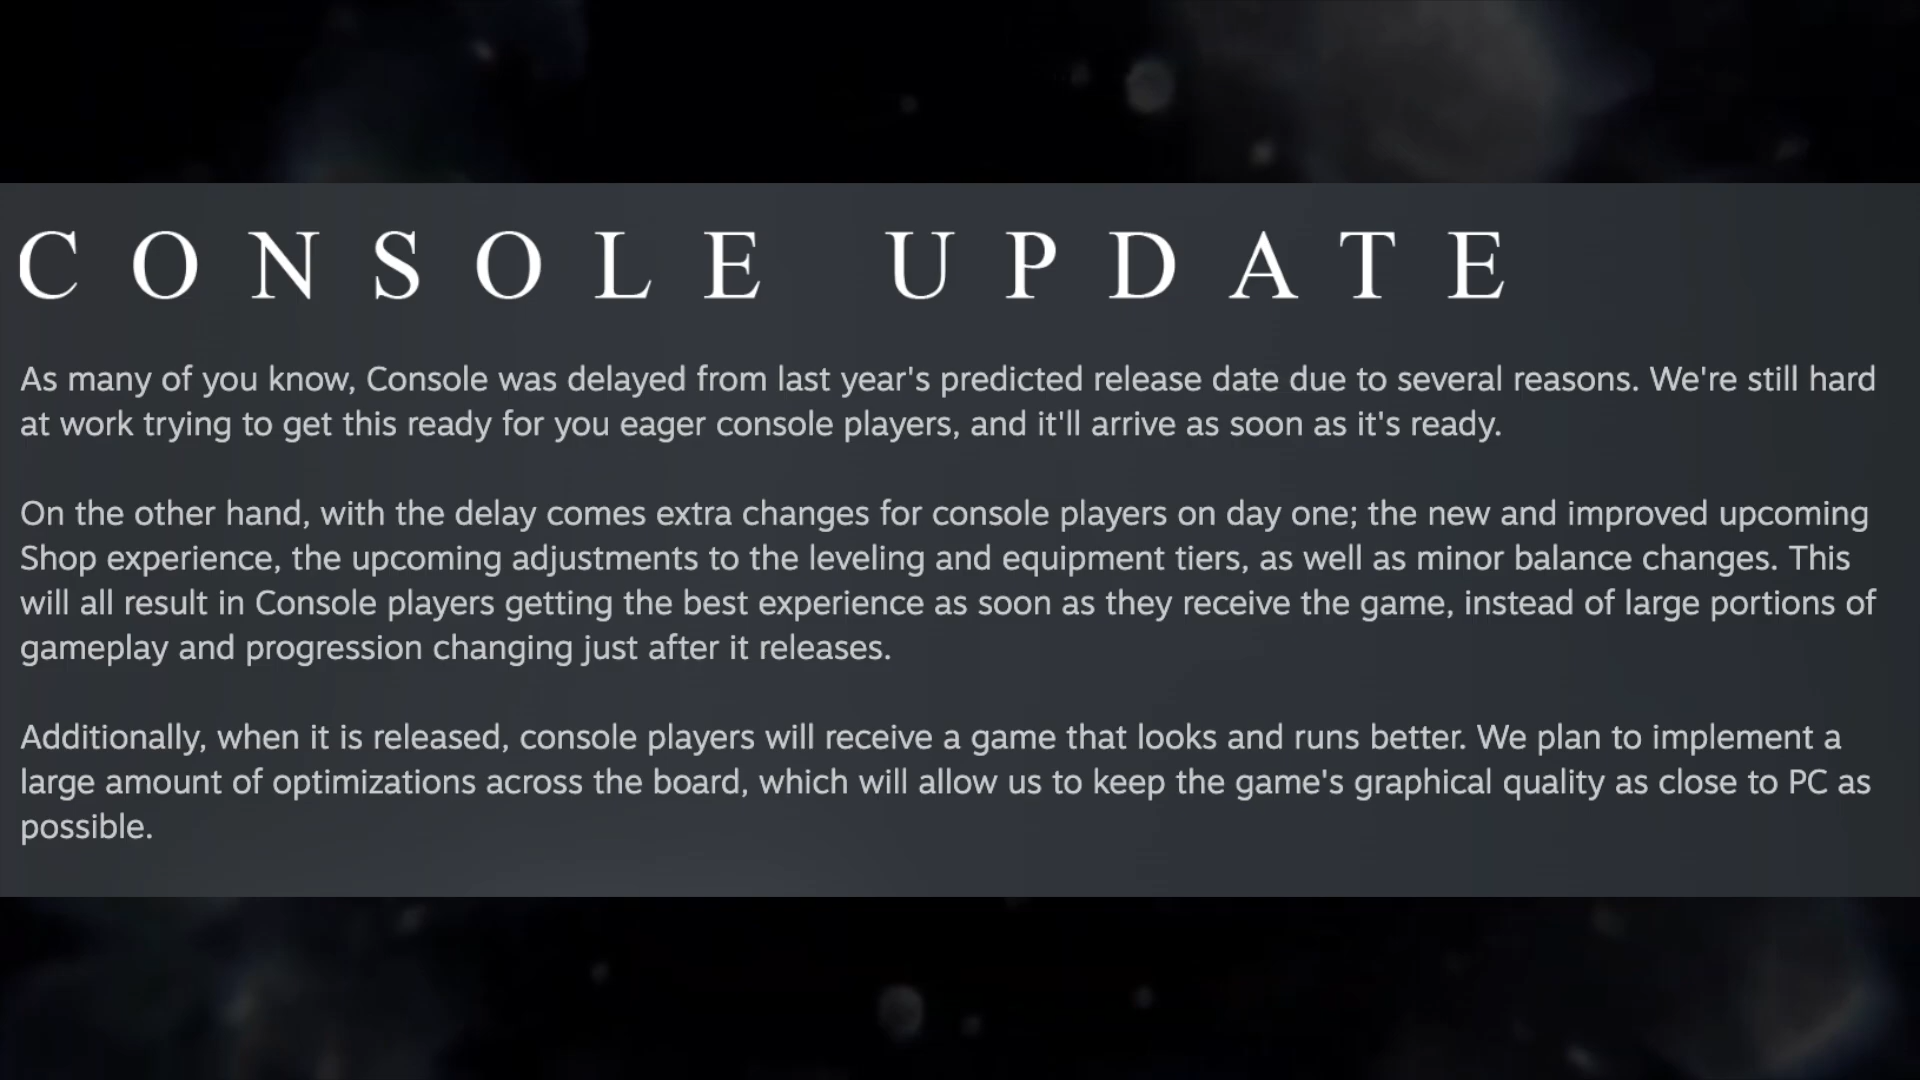 CONSOLE UPDATE
As many of you know, Console was delayed from last year's predicted release date due to several reasons. We're still hard
at work trying to get this ready for you eager console players, and it'll arrive as soon as it's ready.
On the other hand, with the delay comes extra changes for console players on day one; the new and improved upcoming
Shop experience, the upcoming adjustments to the leveling and equipment tiers, as well as minor balance changes. This
will all result in Console players getting the best experience as soon as they receive the game, instead of large portions of
gameplay and progression changing just after it releases.
Additionally, when it is released, console players will receive a game that looks and runs better. We plan to implement a
large amount of optimizations across the board, which will allow us to keep the game's graphical quality as close to PC as
possible.